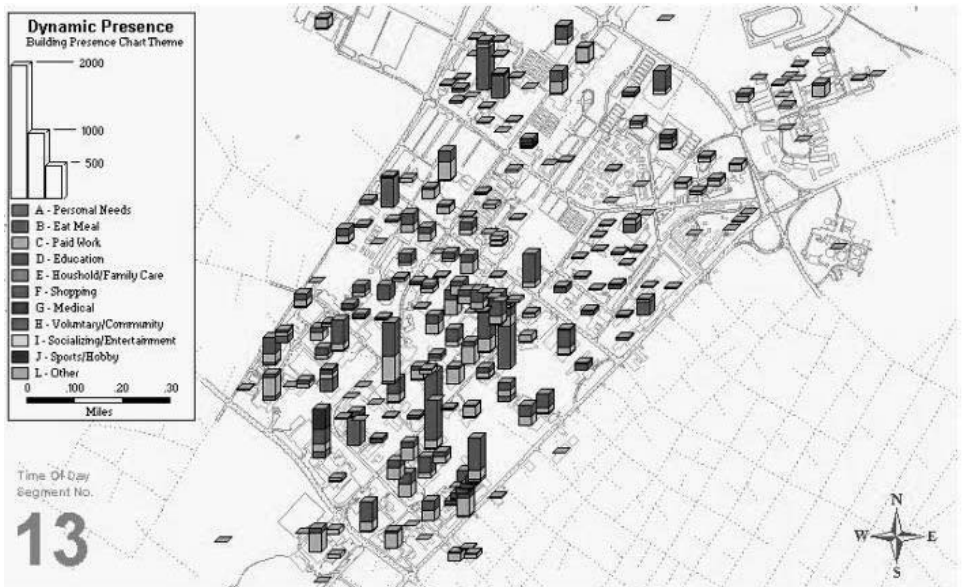 Dynamic Presence
Building Presence Chart Theme
2000
1000
500
A - Personal Needs
B - Eat Meal
C - Paid Work
D - Education
E - Houshold/Family Care
F - Shopping
G - Medical
H - Voluntary/Community
I - Socializing/Entertainment
J - Sports/Hobby
L - Other
0 .100 .20 .30
Miles
Time Of Day
Segment No.
13
N
W E
S